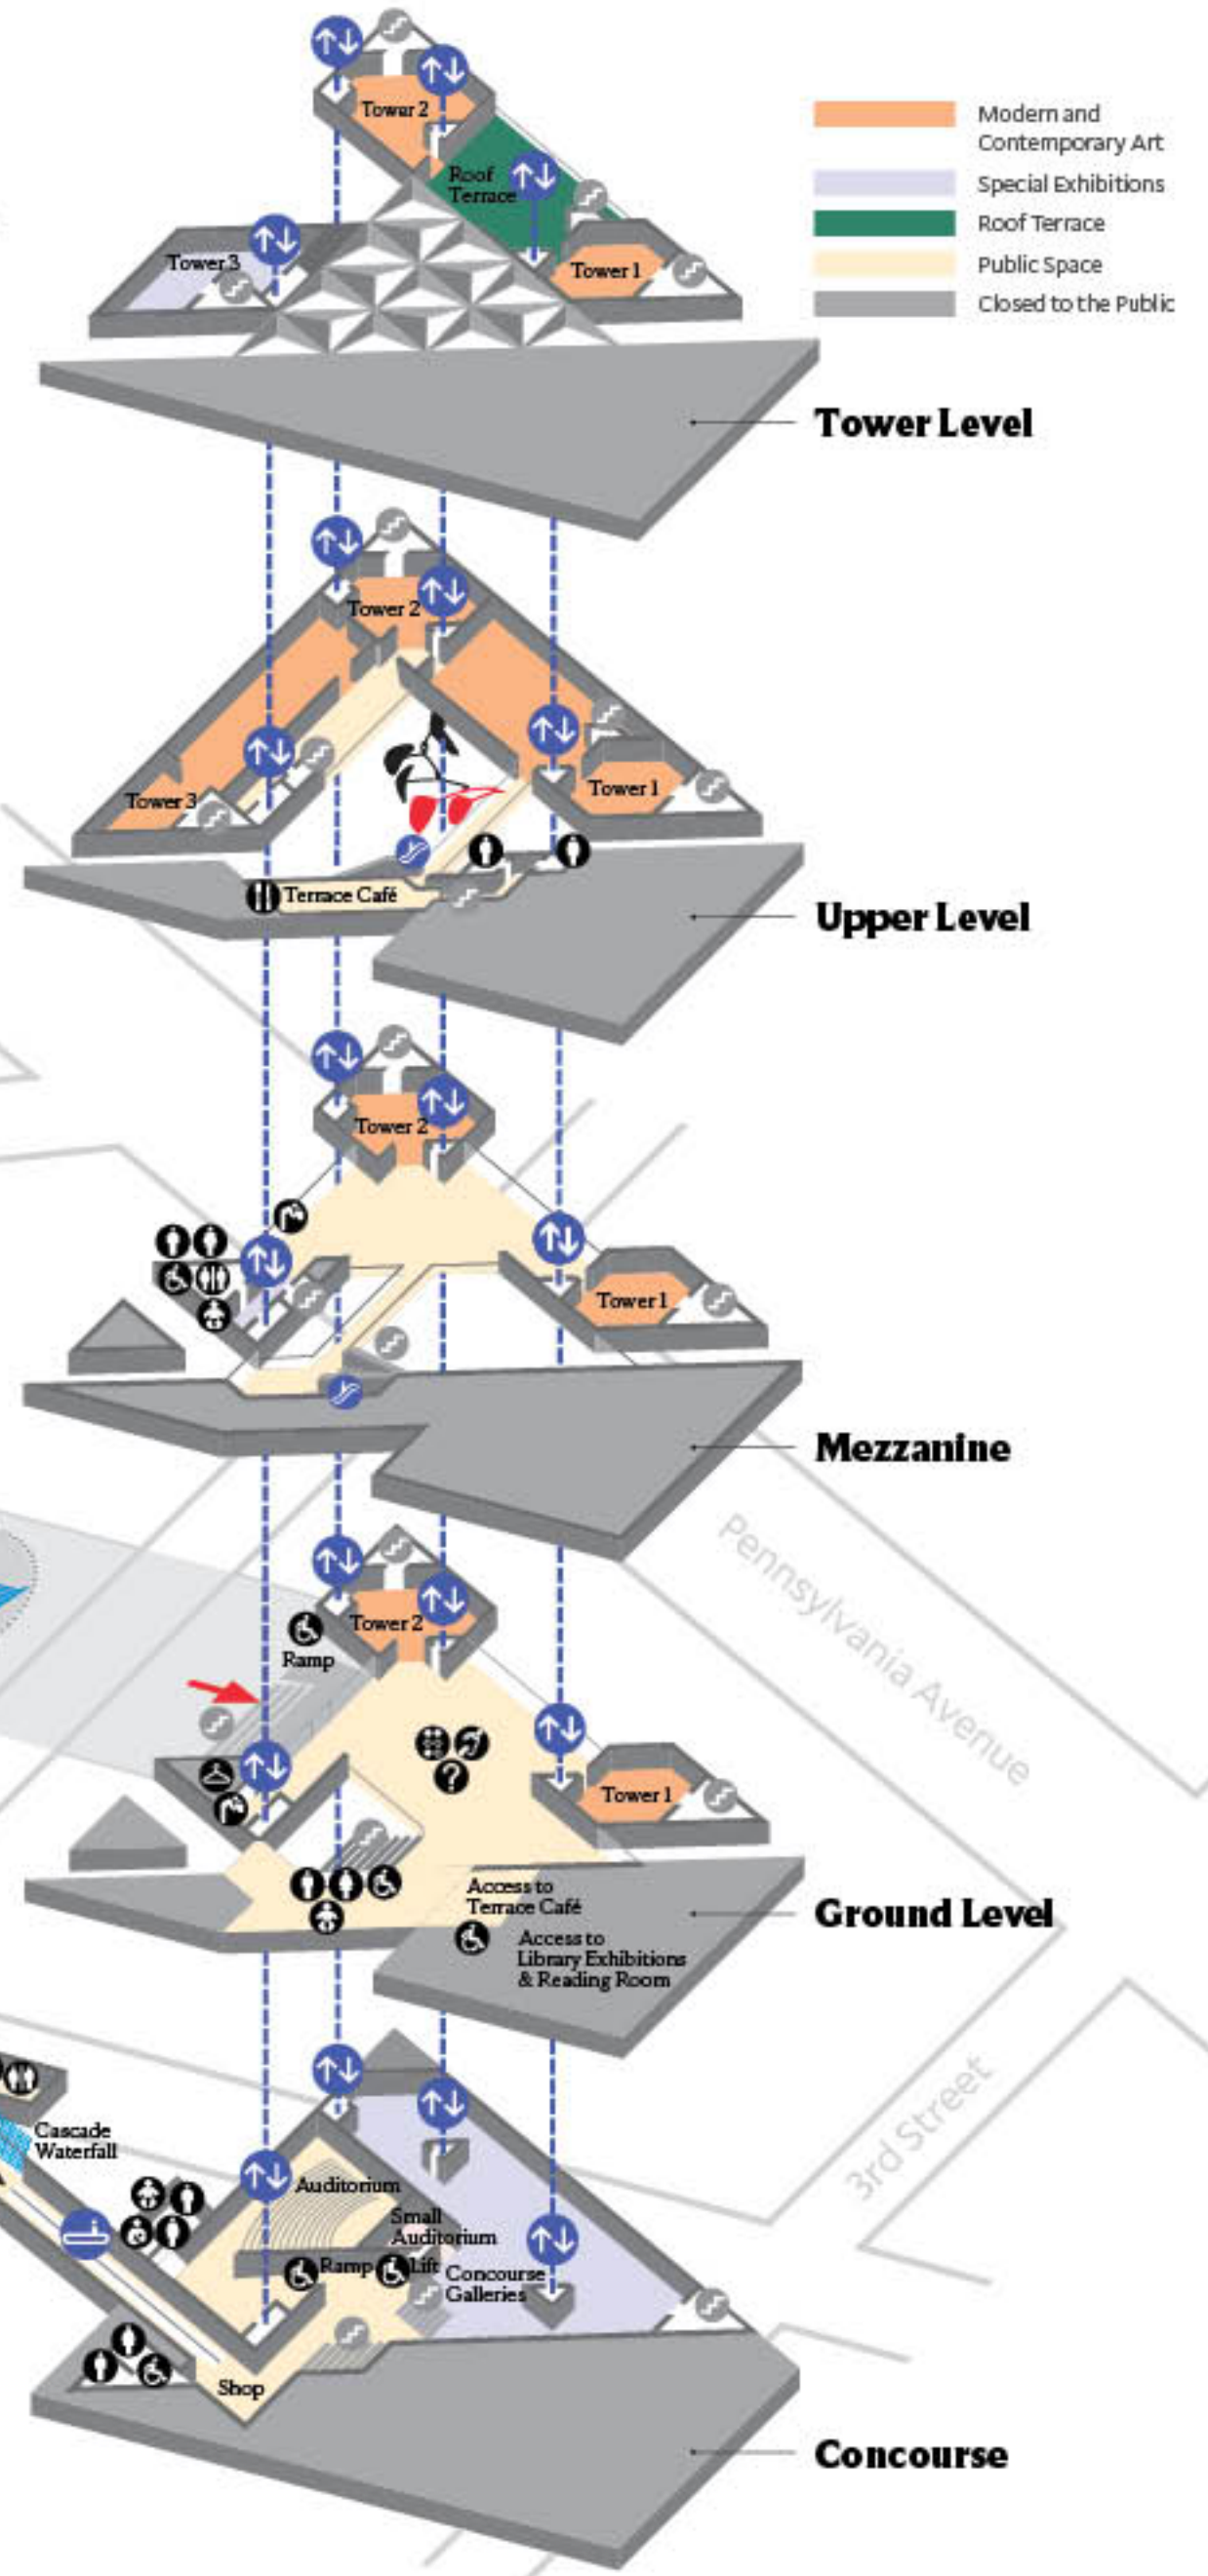 Tower 2
Roof
Terrace
Tower 3
Tower 1
Modern and
Contemporary Art
Special Exhibitions
Roof Terrace
Public Space
Closed to the Public
Tower Level
Tower 2
Tower 3
Tower 1
Terrace Café
Upper Level
Tower 2
Tower 1
Mezzanine
Pennsylvania Avenue
Tower 2
Ramp
?
Tower 1
Access to
Terrace Café
Access to
Library Exhibitions
& Reading Room
Ground Level
3rd Street
Cascade
Waterfall
Auditorium
Small
Auditorium
Ramp
Lift
Concourse
Galleries
Shop
Concourse